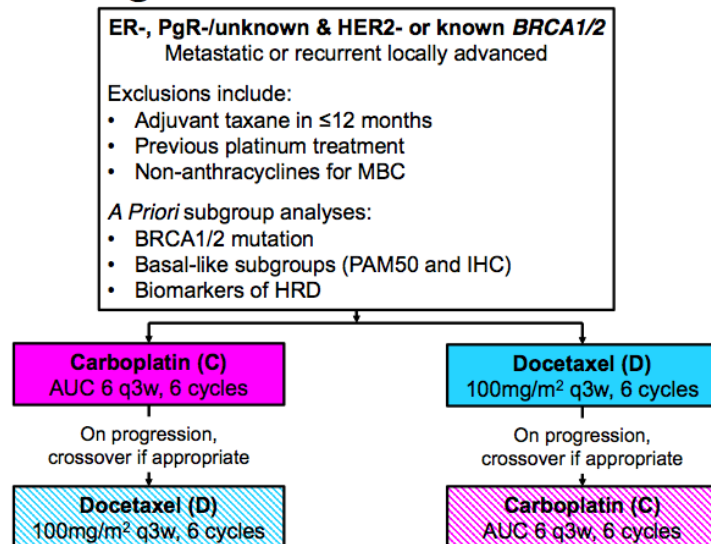 ER-, PgR-/unknown & HER2- or known BRCA1/2
Metastatic or recurrent locally advanced
Exclusions include:
• Adjuvant taxane in ≤12 months
• Previous platinum treatment
• Non-anthracyclines for MBC
A Priori subgroup analyses:
• BRCA1/2 mutation
• Basal-like subgroups (PAM50 and IHC)
• Biomarkers of HRD
Carboplatin (C)
AUC 6 q3w, 6 cycles
On progression,
crossover if appropriate
Docetaxel (D)
100mg/m² q3w, 6 cycles
Docetaxel (D)
100mg/m² q3w, 6 cycles
On progression,
crossover if appropriate
Carboplatin (C)
AUC 6 q3w, 6 cycles